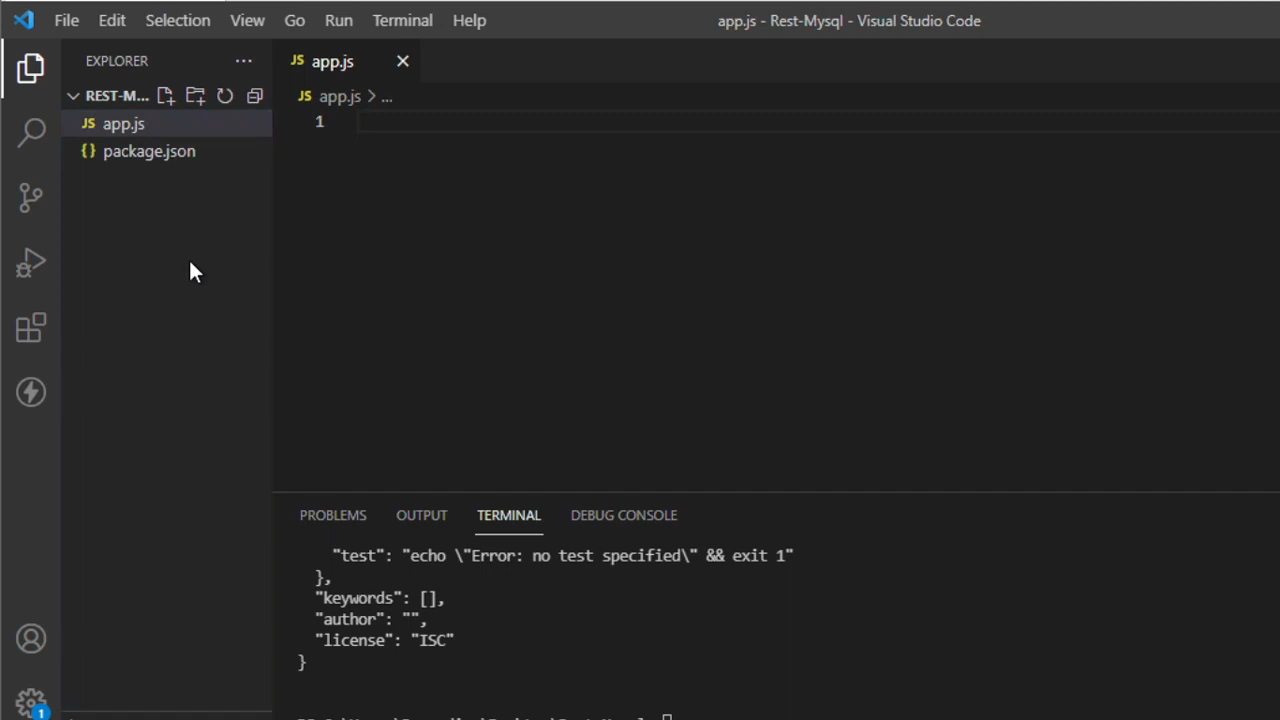 File Edit Selection View Go Run Terminal Help
app.js - Rest-Mysql - Visual Studio Code
EXPLORER ...
REST-M...
JS app.js
{} package.json
JS app.js
JS app.js > ...
1
PROBLEMS OUTPUT TERMINAL DEBUG CONSOLE
"test": "echo \"Error: no test specified\" && exit 1"
},
"keywords": [],
"author": "",
"license": "ISC"
}
1